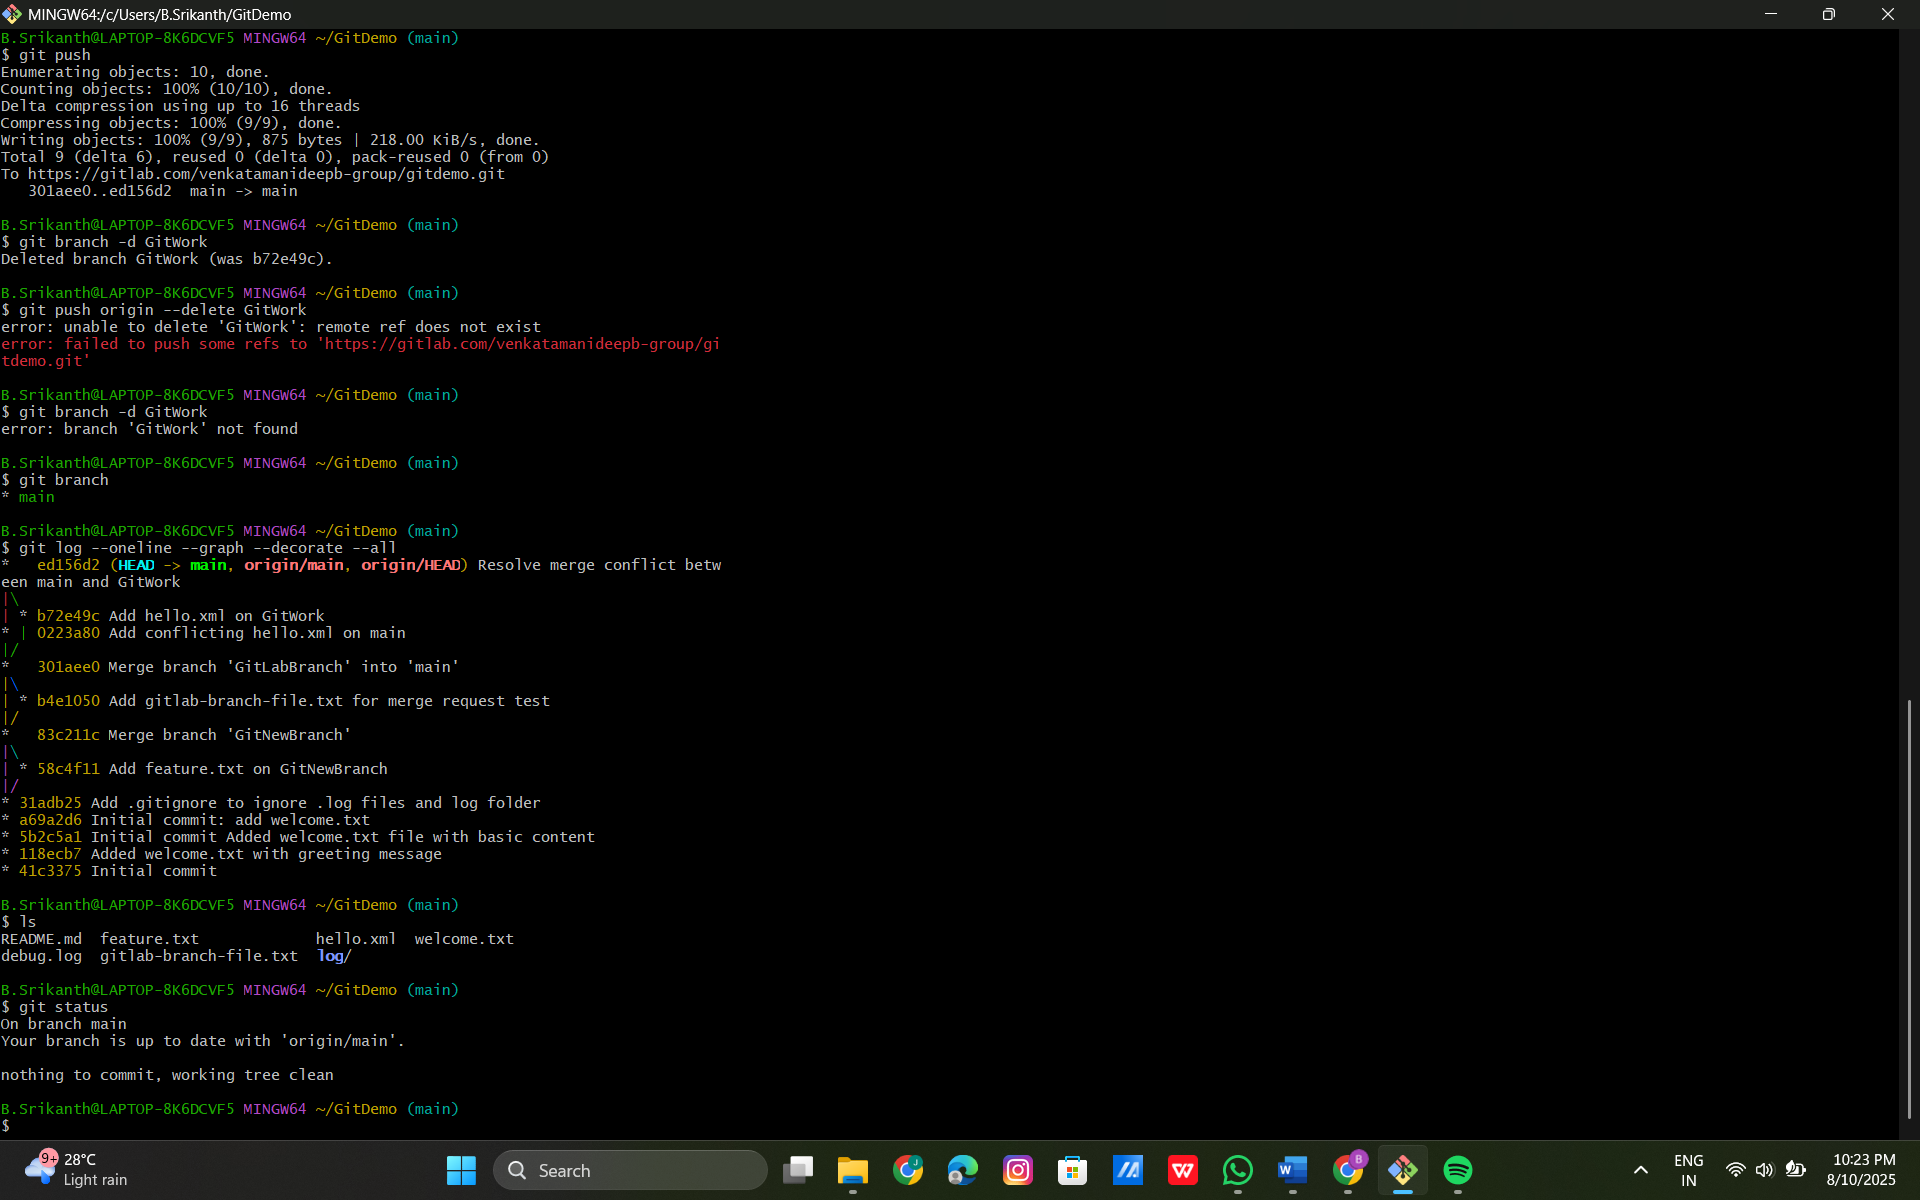 MINGW64:/c/Users/B.Srikanth/GitDemo
B.Srikanth@LAPTOP-8K6DCVF5 MINGW64 ~/GitDemo (main)
$ git push
Enumerating objects: 10, done.
Counting objects: 100% (10/10), done.
Delta compression using up to 16 threads
Compressing objects: 100% (9/9), done.
Writing objects: 100% (9/9), 875 bytes | 218.00 KiB/s, done.
Total 9 (delta 6), reused 0 (delta 0), pack-reused 0 (from 0)
To https://gitlab.com/venkatamanideepb-group/gitdemo.git
   301aee0..ed156d2  main -> main
B.Srikanth@LAPTOP-8K6DCVF5 MINGW64 ~/GitDemo (main)
$ git branch -d GitWork
Deleted branch GitWork (was b72e49c).
B.Srikanth@LAPTOP-8K6DCVF5 MINGW64 ~/GitDemo (main)
$ git push origin --delete GitWork
error: unable to delete 'GitWork': remote ref does not exist
error: failed to push some refs to 'https://gitlab.com/venkatamanideepb-group/gi
tdemo.git'
B.Srikanth@LAPTOP-8K6DCVF5 MINGW64 ~/GitDemo (main)
$ git branch -d GitWork
error: branch 'GitWork' not found
B.Srikanth@LAPTOP-8K6DCVF5 MINGW64 ~/GitDemo (main)
$ git branch
* main
B.Srikanth@LAPTOP-8K6DCVF5 MINGW64 ~/GitDemo (main)
$ git log --oneline --graph --decorate --all
*   ed156d2 (HEAD -> main, origin/main, origin/HEAD) Resolve merge conflict betw
een main and GitWork
|\
| * b72e49c Add hello.xml on GitWork
* | 0223a80 Add conflicting hello.xml on main
|/
*   301aee0 Merge branch 'GitLabBranch' into 'main'
|\
| * b4e1050 Add gitlab-branch-file.txt for merge request test
|/
*   83c211c Merge branch 'GitNewBranch'
|\
| * 58c4f11 Add feature.txt on GitNewBranch
|/
* 31adb25 Add .gitignore to ignore .log files and log folder
* a69a2d6 Initial commit: add welcome.txt
* 5b2c5a1 Initial commit Added welcome.txt file with basic content
* 118ecb7 Added welcome.txt with greeting message
* 41c3375 Initial commit
B.Srikanth@LAPTOP-8K6DCVF5 MINGW64 ~/GitDemo (main)
$ ls
README.md  feature.txt             hello.xml  welcome.txt
debug.log  gitlab-branch-file.txt  log/
B.Srikanth@LAPTOP-8K6DCVF5 MINGW64 ~/GitDemo (main)
$ git status
On branch main
Your branch is up to date with 'origin/main'.
nothing to commit, working tree clean
B.Srikanth@LAPTOP-8K6DCVF5 MINGW64 ~/GitDemo (main)
$
9+
28°C
Light rain
Search
J
W
W
B
ENG
IN
10:23 PM
8/10/2025